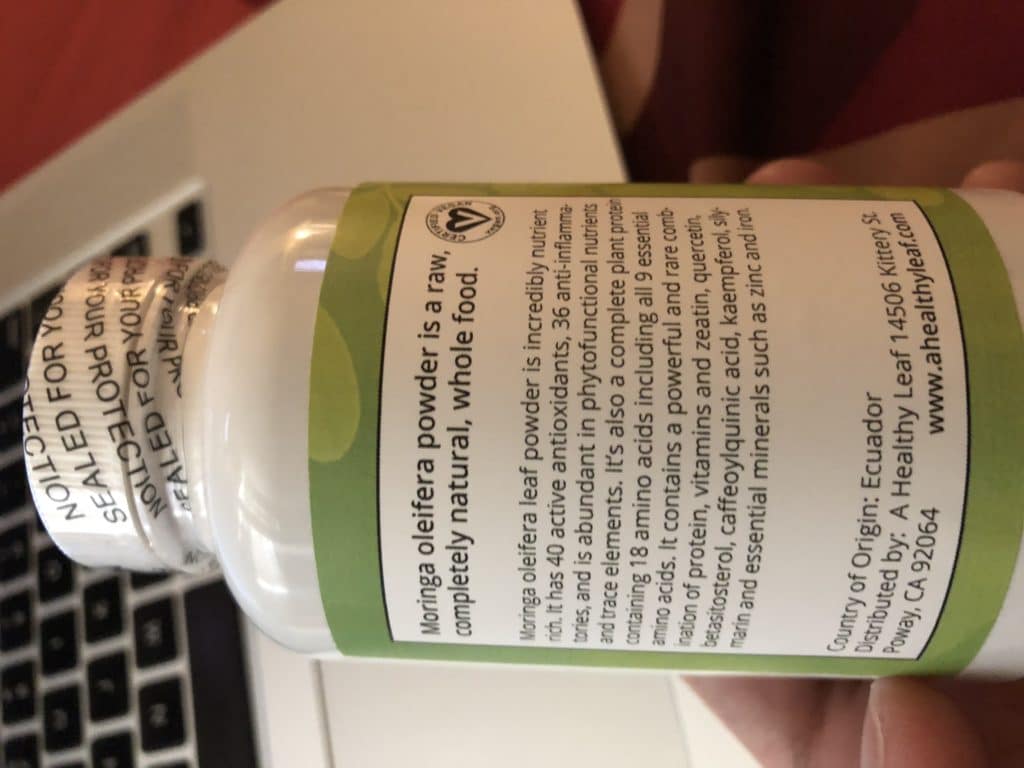 Moringa oleifera powder is a raw,
completely natural, whole food.
CERTIFIED VEGAN
Moringa oleifera leaf powder is incredibly nutrient
rich. It has 40 active antioxidants, 36 anti-inflamma-
tories, and is abundant in phytofunctional nutrients
and trace elements. It's also a complete plant protein
containing 18 amino acids including all 9 essential
amino acids. It contains a powerful and rare comb-
ination of protein, vitamins and zeatin, quercetin,
betasitosterol, caffeoylquinic acid, kaempferol, sily-
marin and essential minerals such as zinc and iron.
Country of Origin: Ecuador
Distributed by: A Healthy Leaf 14506 Kittery St.
Poway, CA 92064 www.ahealthyleaf.com
SEALED FOR YOUR
SEALED FOR YOUR